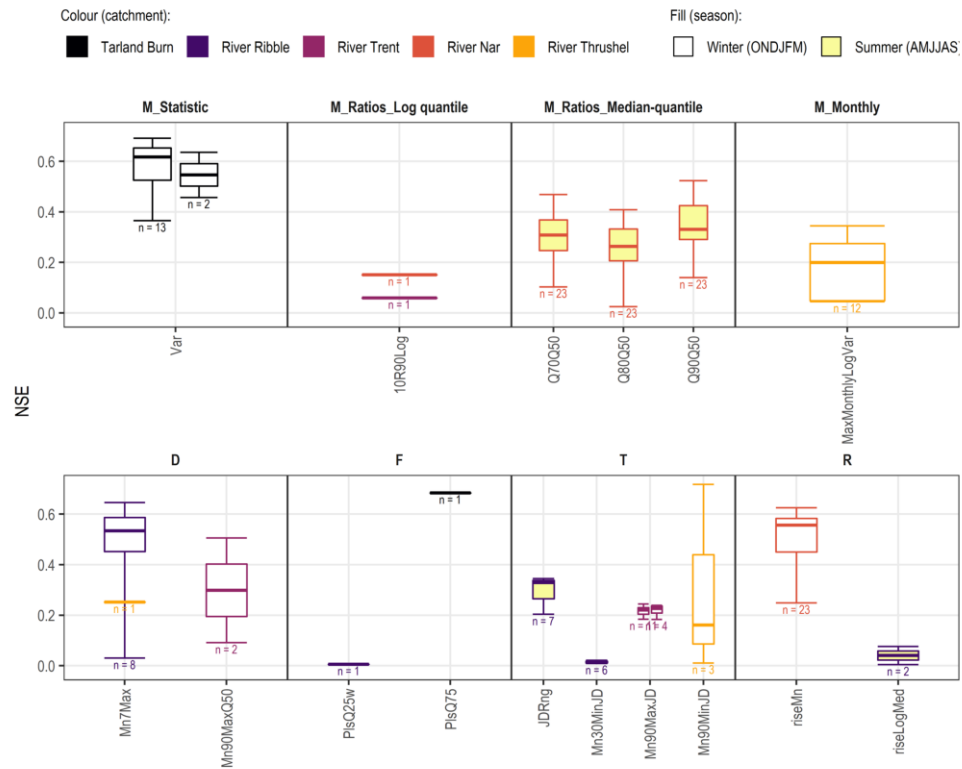 Colour (catchment):
Fill (season):
Tarland Burn
River Ribble
River Trent
River Nar
River Thrushel
Winter (ONDJFM)
Summer (AMJJAS)
M_Statistic
M_Ratios_Log quantile
M_Ratios_Median-quantile
M_Monthly
0.6
0.4
0.2
0.0
n = 13
n = 2
n = 1
n = 1
n = 23
n = 23
n = 23
n = 12
Var
10R90Log
Q70Q50
Q80Q50
Q90Q50
MaxMonthlyLogVar
NSE
D
F
T
R
0.6
0.4
0.2
0.0
n = 1
n = 8
n = 2
n = 1
n = 1
n = 7
n = 6
n = 11
n = 4
n = 3
n = 23
n = 2
Mn7Max
Mn90MaxQ50
PlsQ25w
PlsQ75
JDRng
Mn30MinJD
Mn90MaxJD
Mn90MinJD
riseMn
riseLogMed